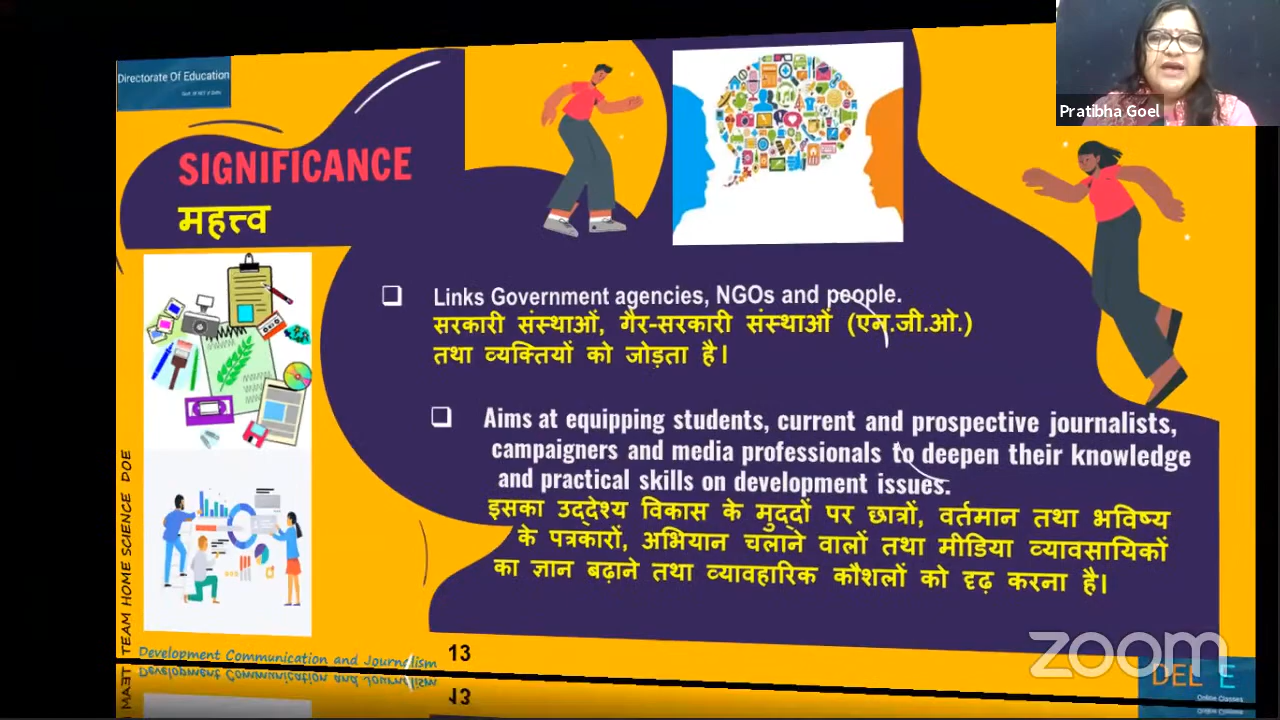 Directorate Of Education
Pratibha Goel
SIGNIFICANCE
महत्त्व
Links Government agencies, NGOs and people.
सरकारी संस्थाओं, गैर-सरकारी संस्थाओं (एन.जी.ओ.)
तथा व्यक्तियों को जोड़ता है।
Aims at equipping students, current and prospective journalists,
campaigners and media professionals to deepen their knowledge
and practical skills on development issues.
इसका उद्देश्य विकास के मुद्दों पर छात्रों, वर्तमान तथा भविष्य
के पत्रकारों, अभियान चलाने वालों तथा मीडिया व्यावसायिकों
का ज्ञान बढ़ाने तथा व्यावहारिक कौशलों को दृढ़ करना है।
TEAM HOME SCIENCE DOE
Development Communication and Journalism
13
zoom
DEL E
Online Classes